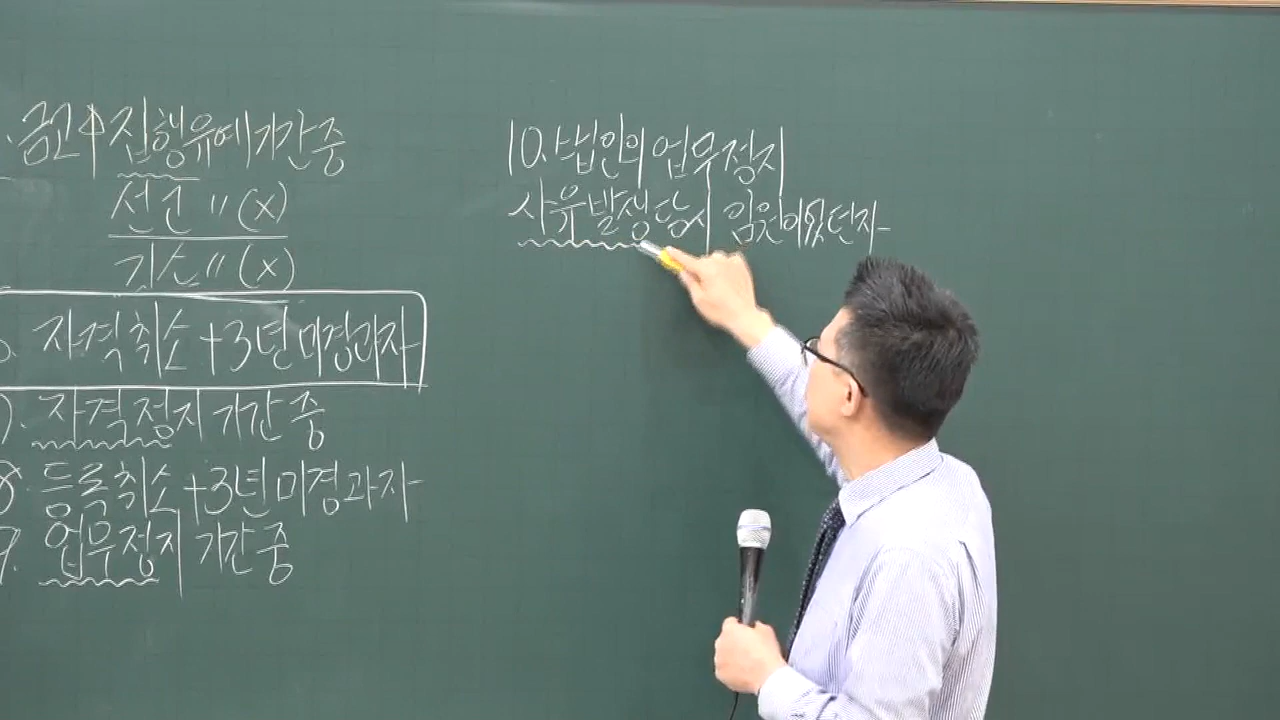 금고↑집행유예기간중
선고 〃(x)
기소〃(x)
자격취소+3년미경과자
7. 자격정지기간중
8. 등록취소+3년미경과자
9. 업무정지 기간중
10. 법인의 업무정지
사유발생당시 임원이었던자